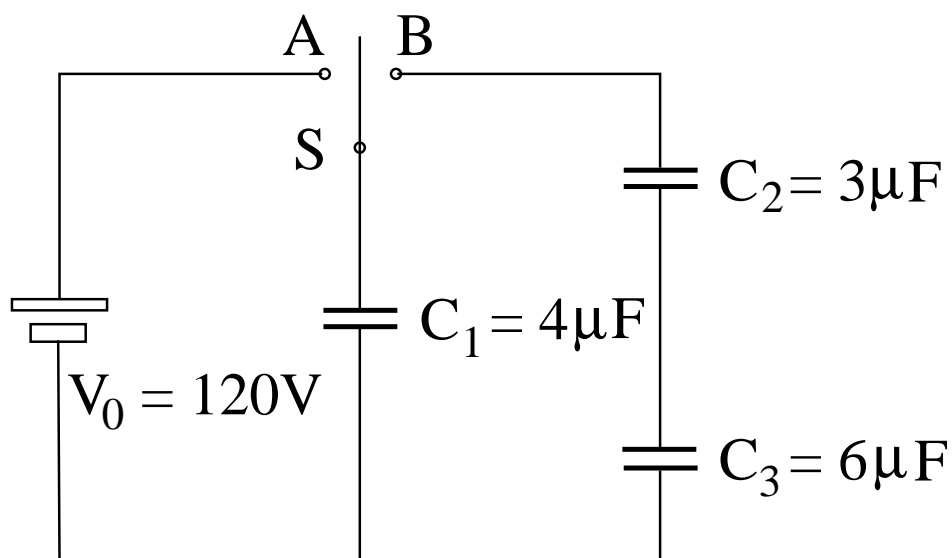 A B
S
C₂ = 3μF
C₁ = 4μF
V₀ = 120V
C₃ = 6μF